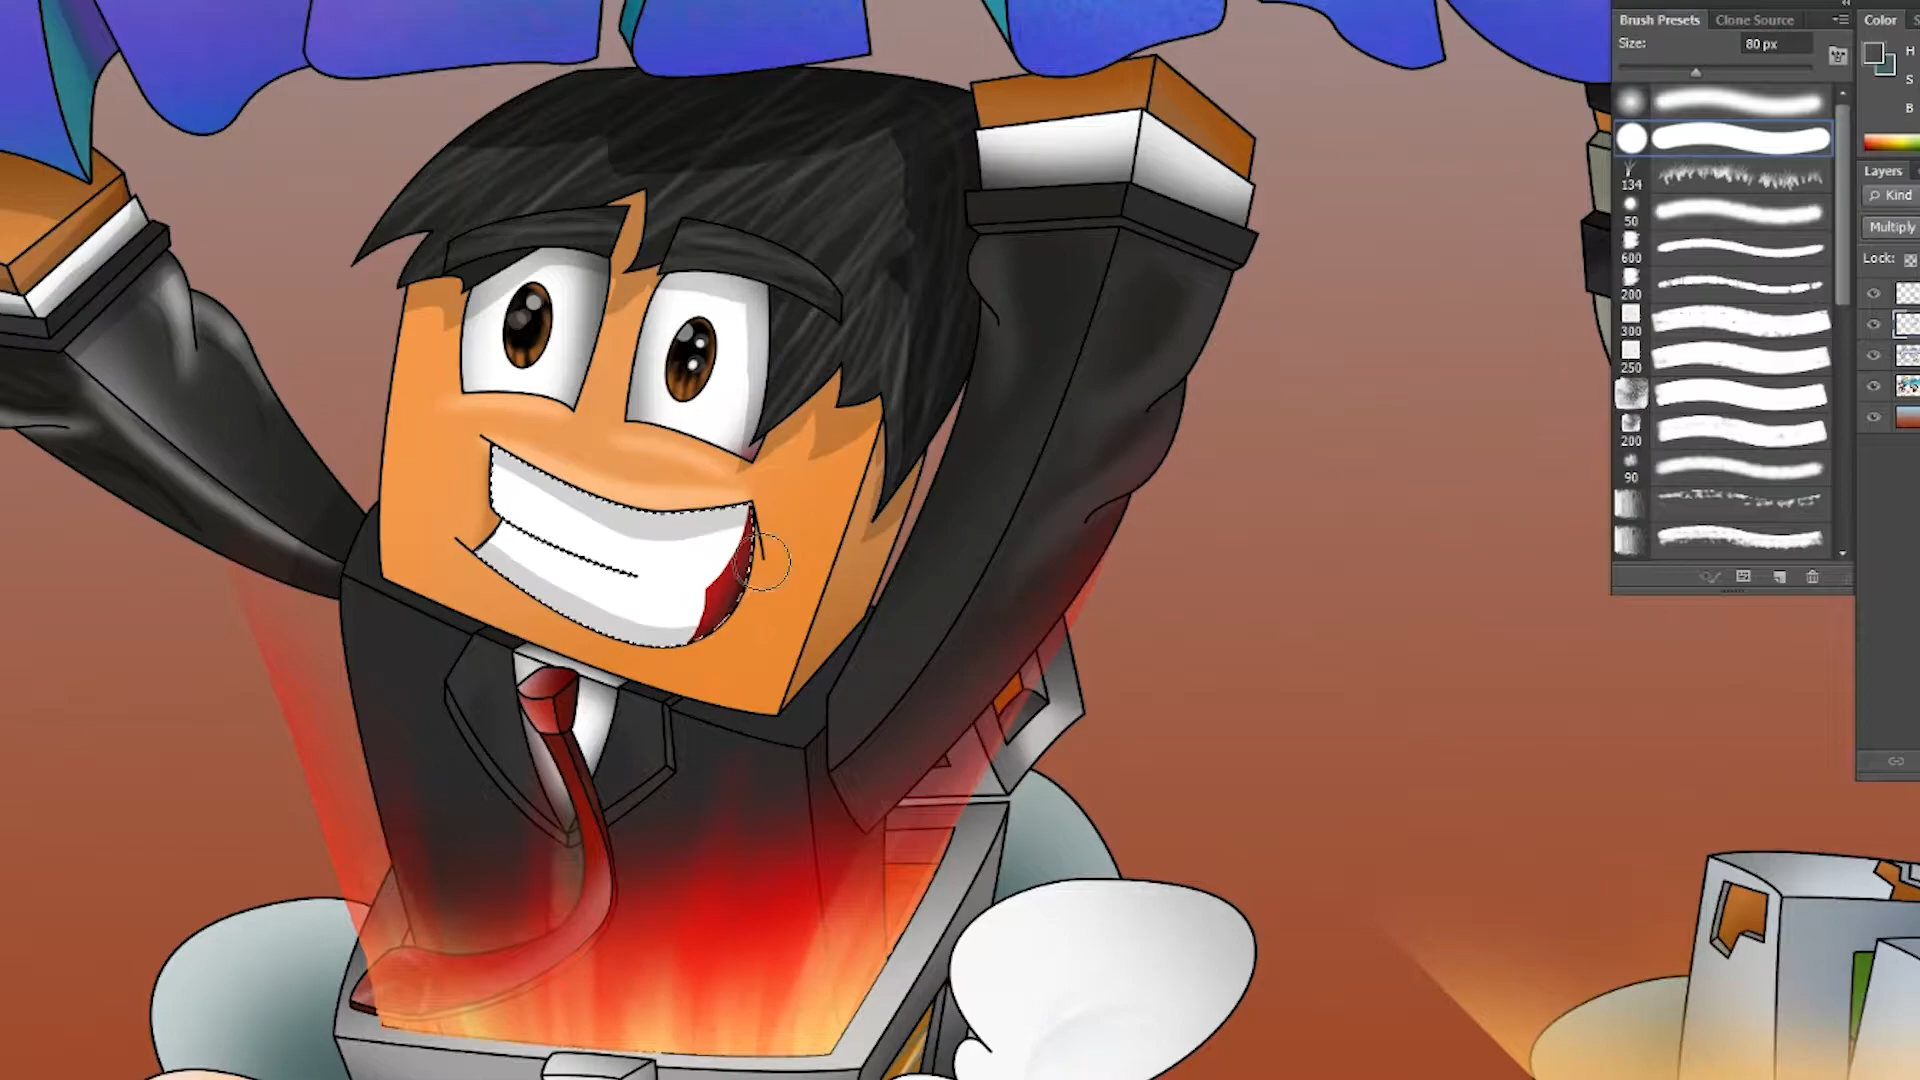 Brush Presets Clone Source
Size: 80 px
134
50
600
200
300
250
200
90
Color S
H
S
B
Layers
Kind
Multiply
Lock: